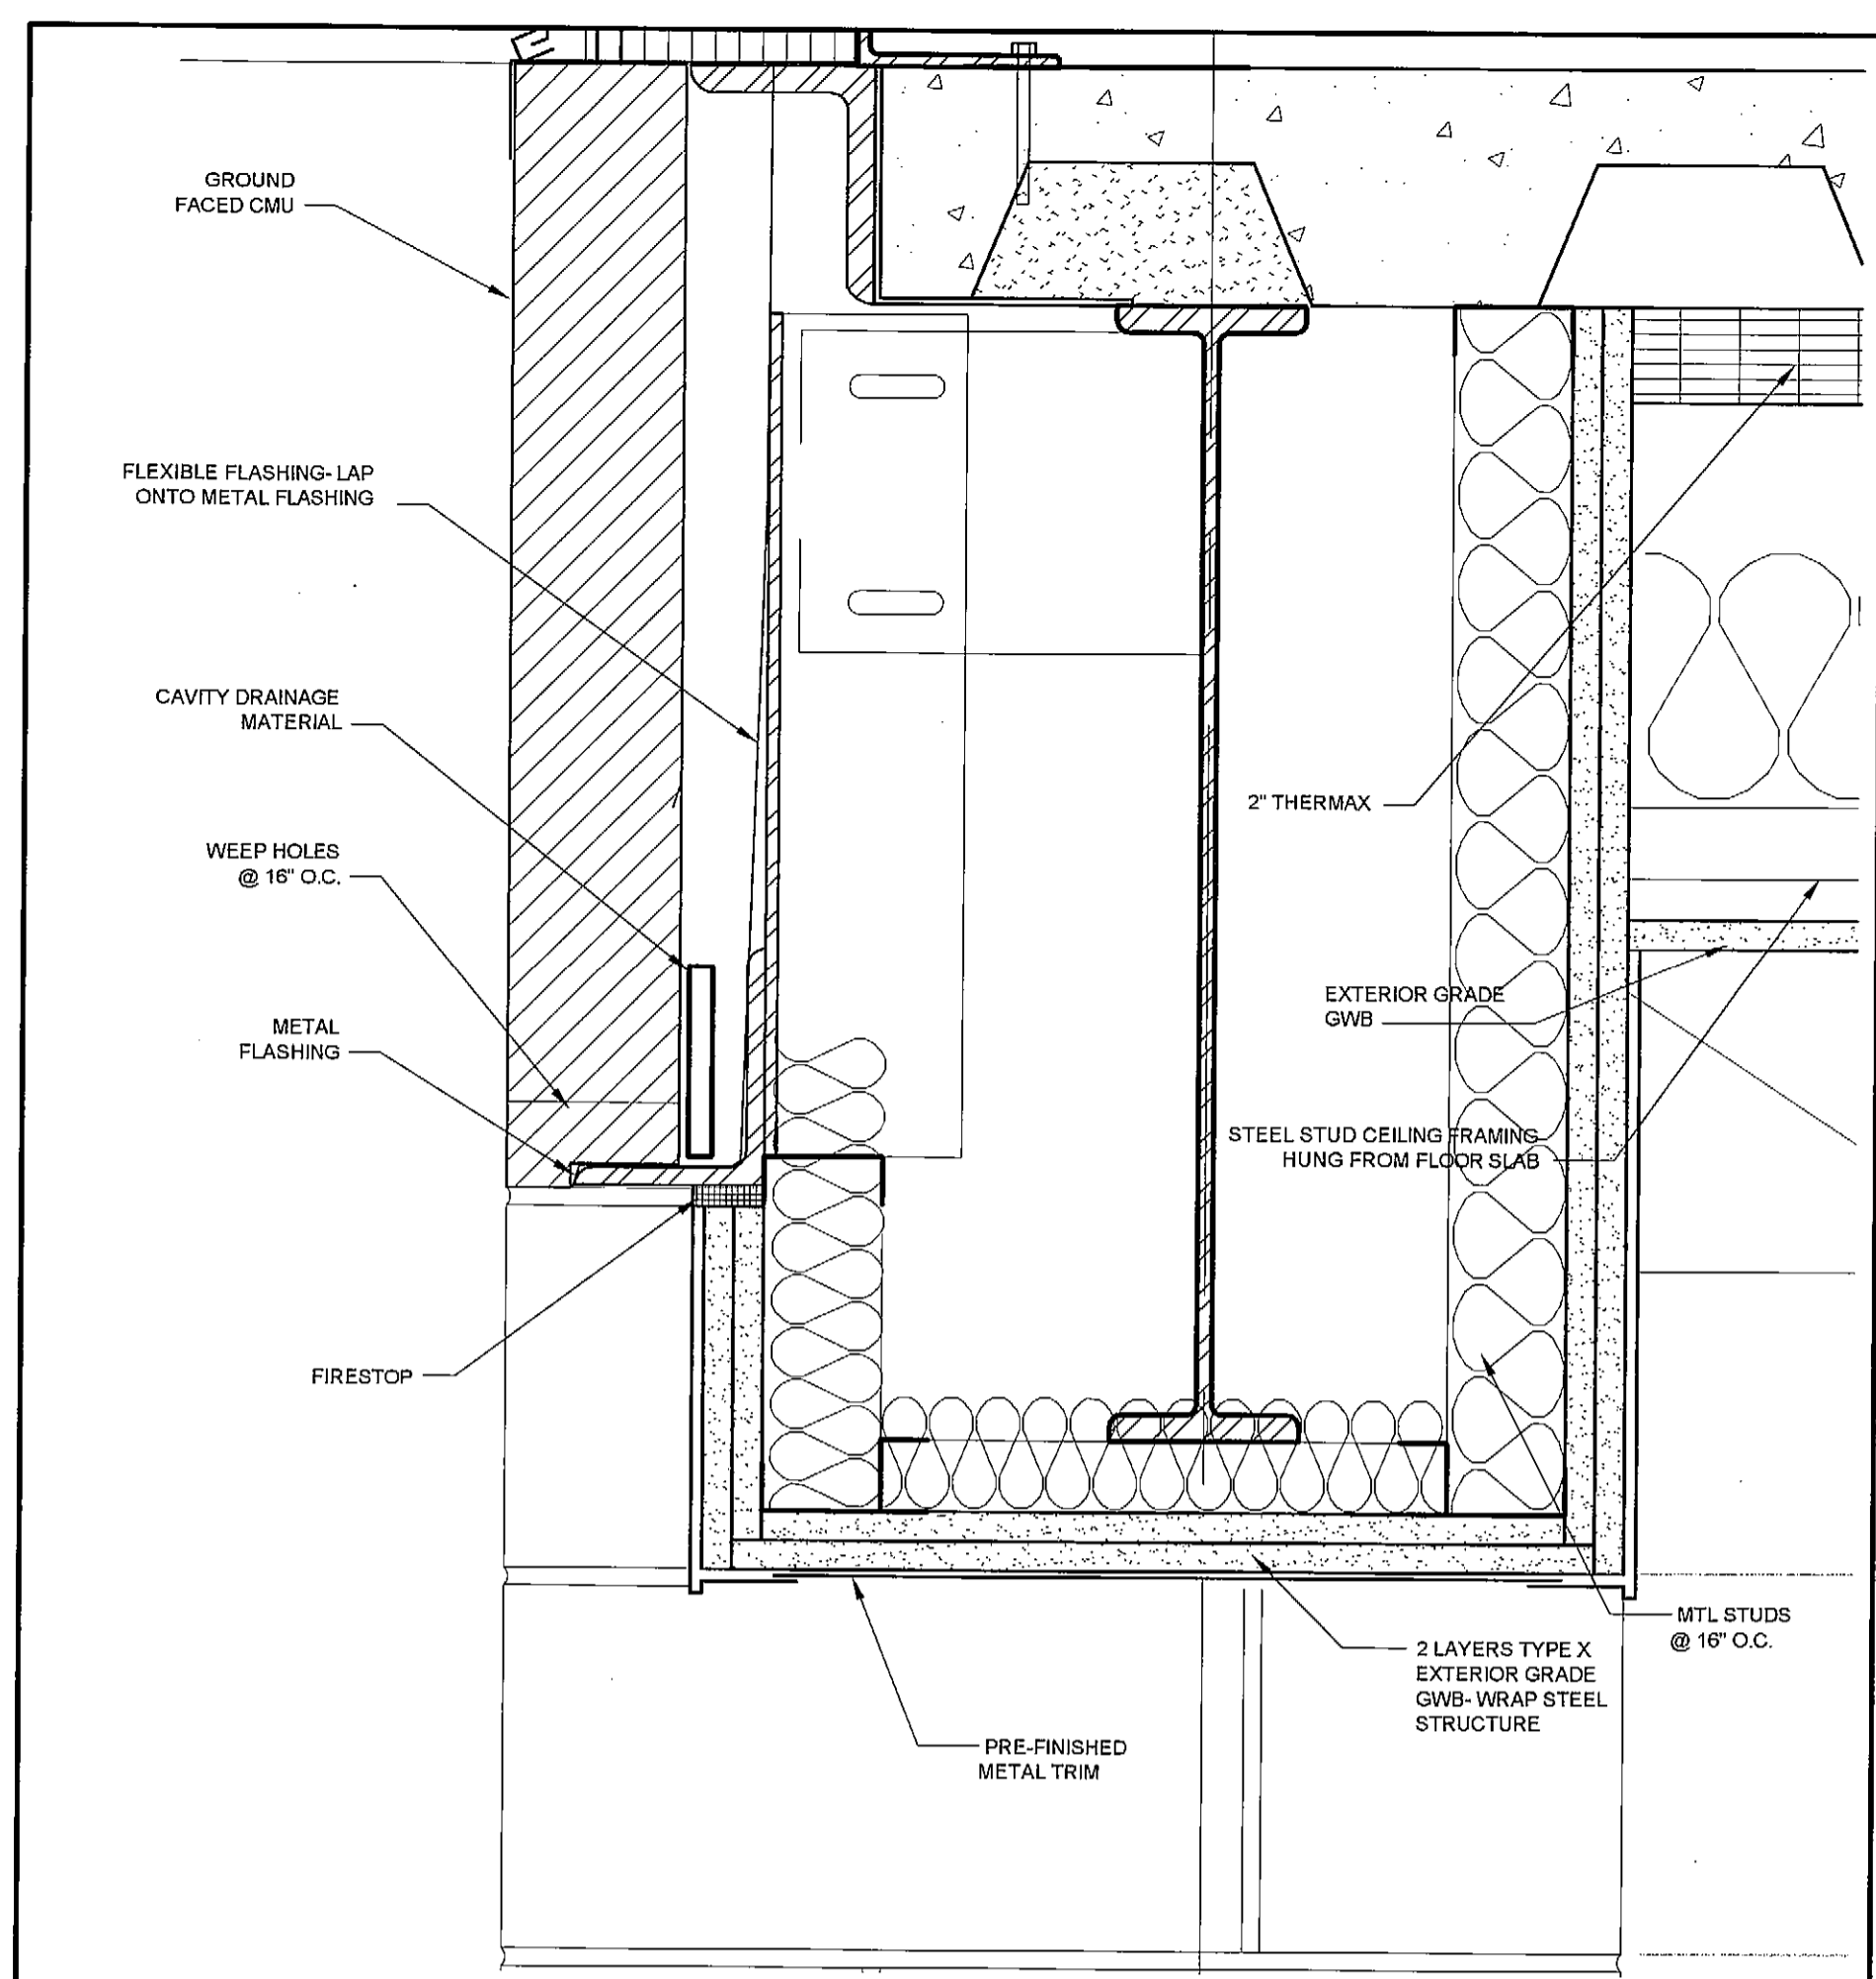 GROUND
FACED CMU
FLEXIBLE FLASHING- LAP
ONTO METAL FLASHING
CAVITY DRAINAGE
MATERIAL
WEEP HOLES
@ 16" O.C.
METAL
FLASHING
FIRESTOP
2" THERMAX
EXTERIOR GRADE
GWB
STEEL STUD CEILING FRAMING
HUNG FROM FLOOR SLAB
MTL STUDS
@ 16" O.C.
2 LAYERS TYPE X
EXTERIOR GRADE
GWB- WRAP STEEL
STRUCTURE
PRE-FINISHED
METAL TRIM